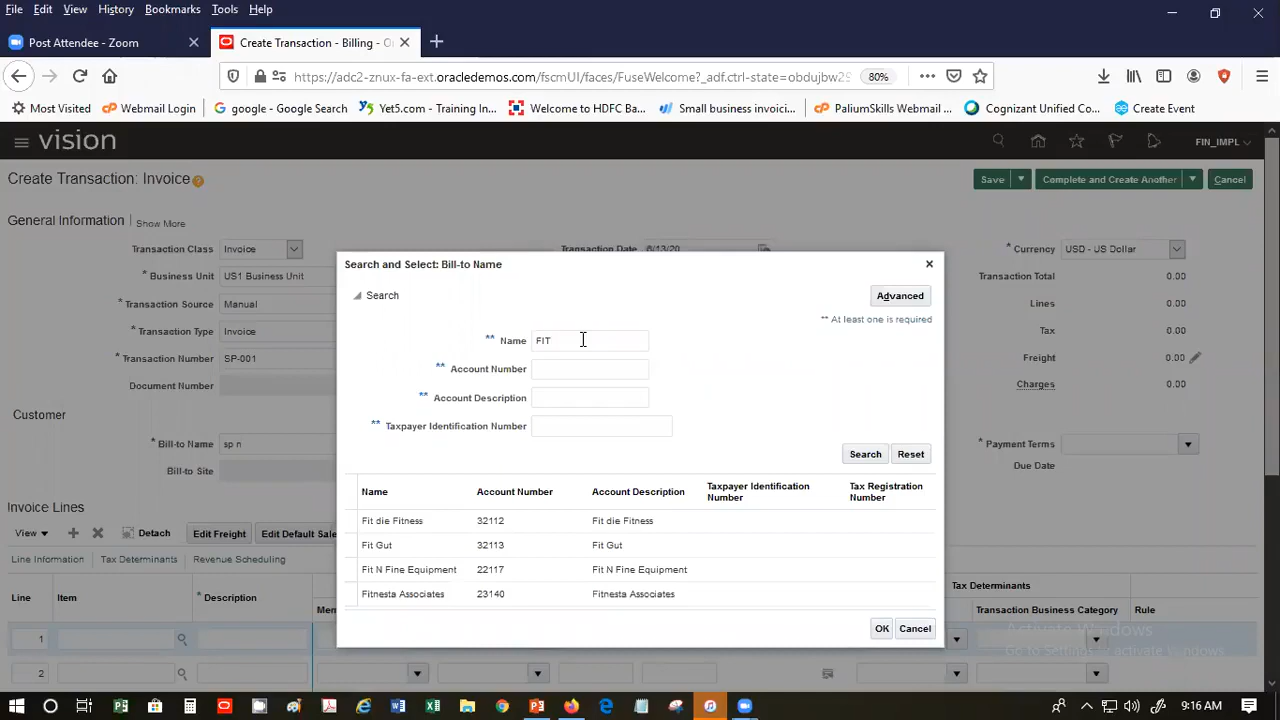 File Edit View History Bookmarks Tools Help
Post Attendee - Zoom
Create Transaction - Billing - O
https://adc2-znux-fa-ext.oracledemos.com/fscmUI/faces/FuseWelcome?_adf.ctrl-state=obdujbw29
80%
Most Visited Webmail Login google - Google Search Yet5.com - Training In... Welcome to HDFC Ba... Small business invoici... PaliumSkills Webmail ... Cognizant Unified Co... Create Event
vision
FIN_IMPL
Create Transaction: Invoice
Save Complete and Create Another Cancel
General Information Show More
Transaction Class Invoice
* Business Unit US1 Business Unit
* Transaction Source Manual
* Transaction Type Invoice
* Transaction Number SP-001
Document Number
Transaction Date 6/13/20
* Currency USD - US Dollar
Transaction Total 0.00
Lines 0.00
Tax 0.00
Freight 0.00
Charges 0.00
Customer
* Bill-to Name sp n
Bill-to Site
* Payment Terms
Due Date
Search and Select: Bill-to Name
Search
Advanced
** At least one is required
** Name FIT
** Account Number
** Account Description
** Taxpayer Identification Number
Search Reset
Name Account Number Account Description Taxpayer Identification Number Tax Registration Number
Fit die Fitness 32112 Fit die Fitness
Fit Gut 32113 Fit Gut
Fit N Fine Equipment 22117 Fit N Fine Equipment
Fitnesta Associates 23140 Fitnesta Associates
OK Cancel
Invoice Lines
View Detach Edit Freight Edit Default Sale
Line Information Tax Determinants Revenue Scheduling
Line Item * Description Mem
Tax Determinants
Transaction Business Category Rule
1
2
Activate Windows
Go to Settings to activate Windows.
9:16 AM